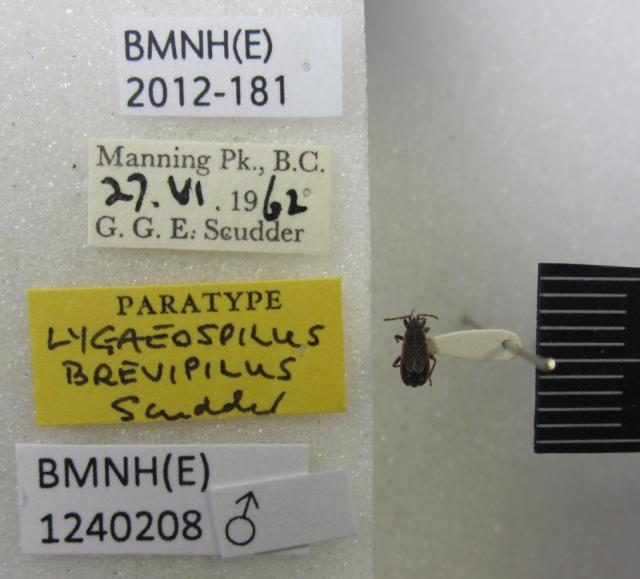 BMNH(E)
2012-181
Manning Pk., B.C.
27. VI . 1962
G. G. E. Scudder
PARATYPE
LYGAEOSPILUS
BREVIPILUS
Scudder
BMNH(E)
1240208 ♂